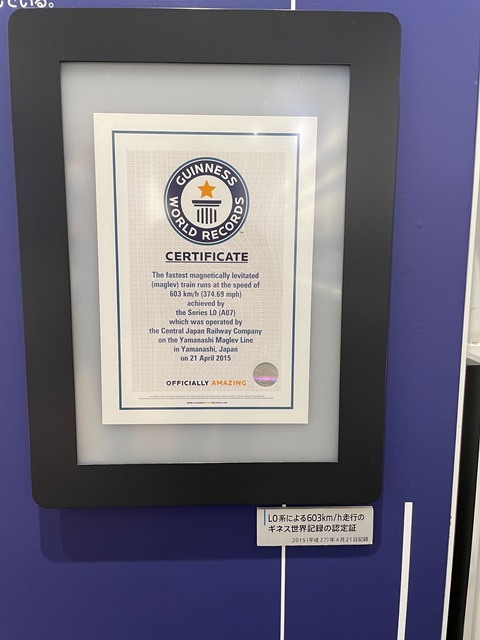 ている。
GUINNESS
WORLD RECORDS
CERTIFICATE
The fastest magnetically levitated
(maglev) train runs at the speed of
603 km/h (374.69 mph)
achieved by
the Series L0 (A07)
which was operated by
the Central Japan Railway Company
on the Yamanashi Maglev Line
in Yamanashi, Japan
on 21 April 2015
OFFICIALLY AMAZING
L0系による603km/h走行の
ギネス世界記録の認定証
2015(平成27)年4月21日記録